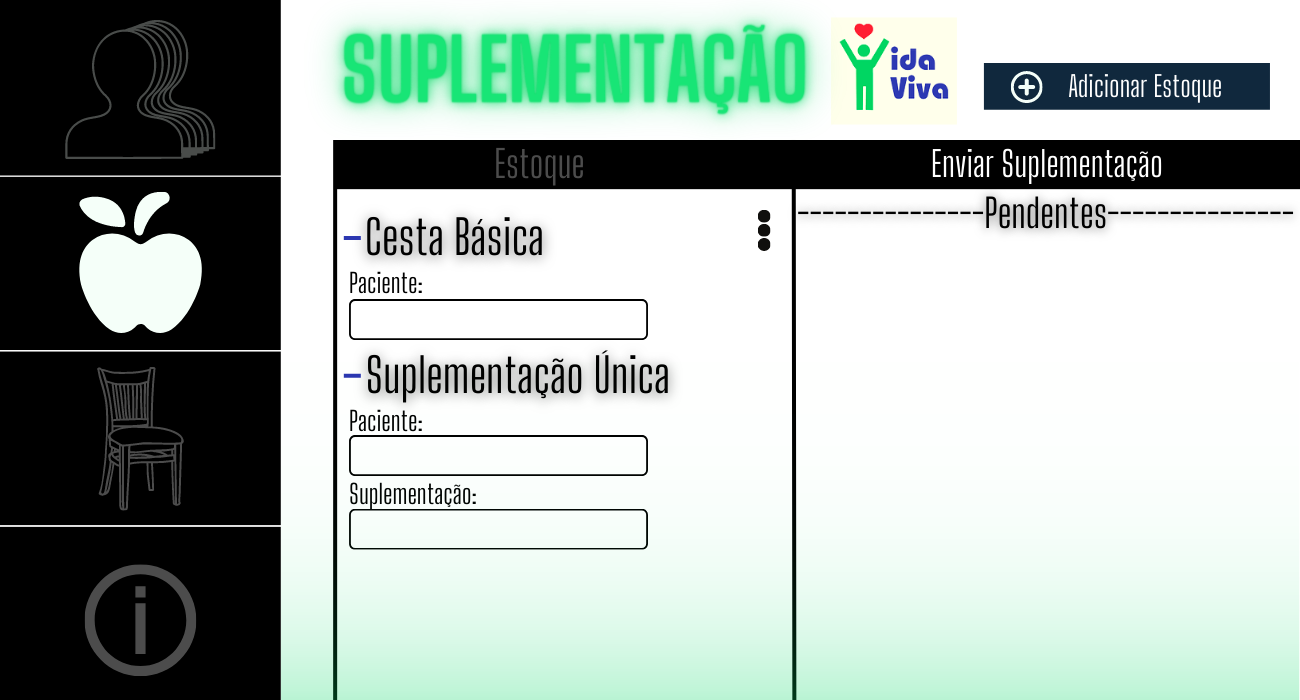 SUPLEMENTAÇÃO
ida
Viva
Adicionar Estoque
Estoque
Enviar Suplementação
---------------Pendentes---------------
–Cesta Básica
Paciente:
–Suplementação Única
Paciente:
Suplementação: